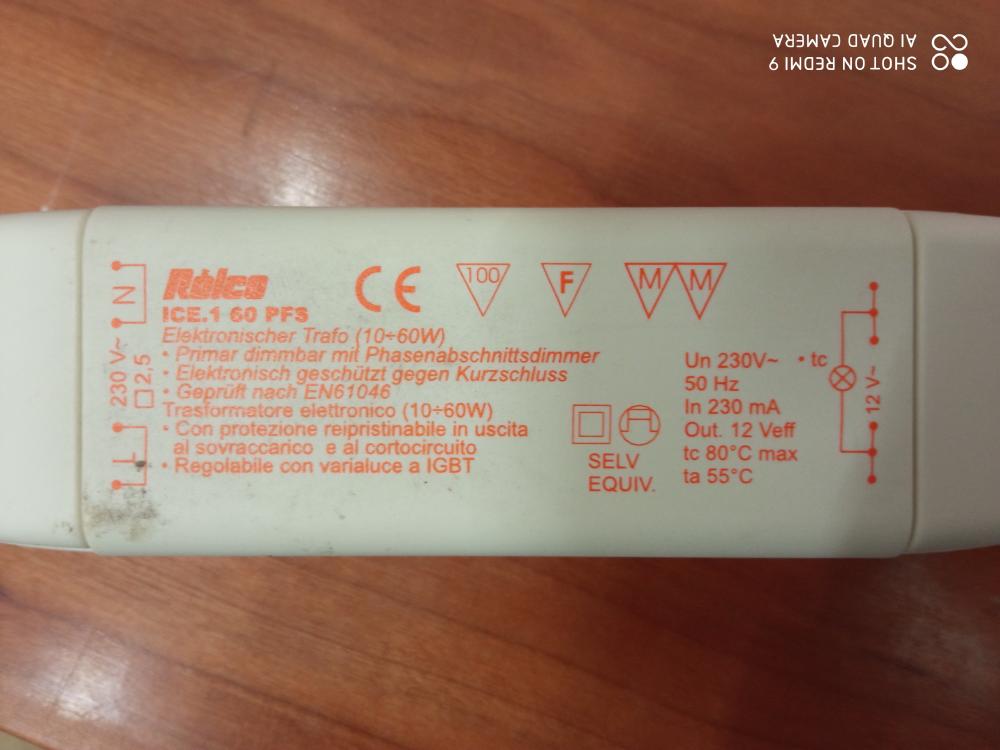 SHOT ON REDMI 9
AI QUAD CAMERA
N
230 V~
2,5
L
Relco
ICE.1 60 PFS
CE
100
F
M M
Elektronischer Trafo (10÷60W)
• Primar dimmbar mit Phasenabschnittsdimmer
• Elektronisch geschützt gegen Kurzschluss
• Geprüft nach EN61046
Trasformatore elettronico (10÷60W)
• Con protezione reipristinabile in uscita
al sovraccarico e al cortocircuito
• Regolabile con varialuce a IGBT
SELV
EQUIV.
Un 230V~
50 Hz
In 230 mA
Out. 12 Veff
tc 80°C max
ta 55°C
• tc
12 V~